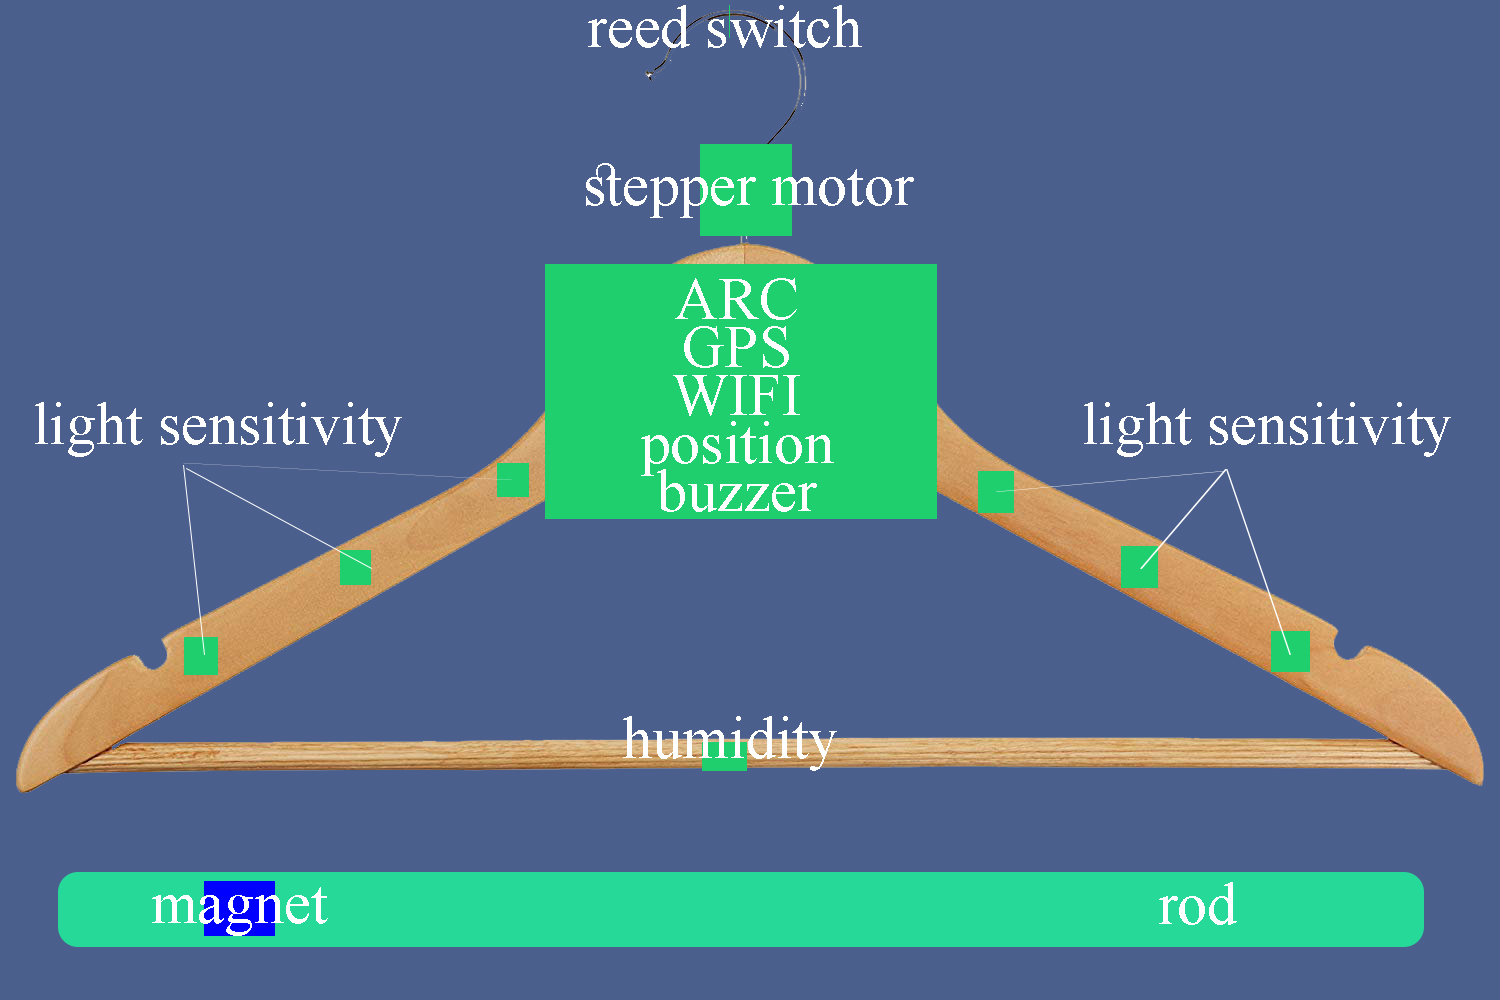 reed switch
stepper motor
ARC
GPS
WIFI
position
buzzer
light sensitivity
light sensitivity
humidity
magnet
rod